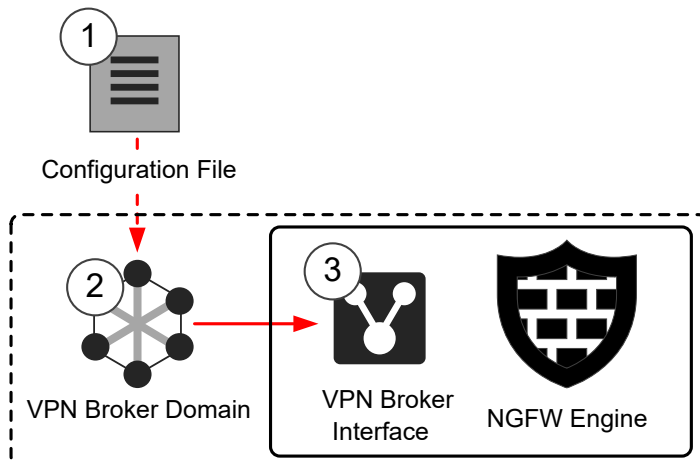 1
Configuration File
2
3
VPN Broker Domain
VPN Broker
Interface
NGFW Engine